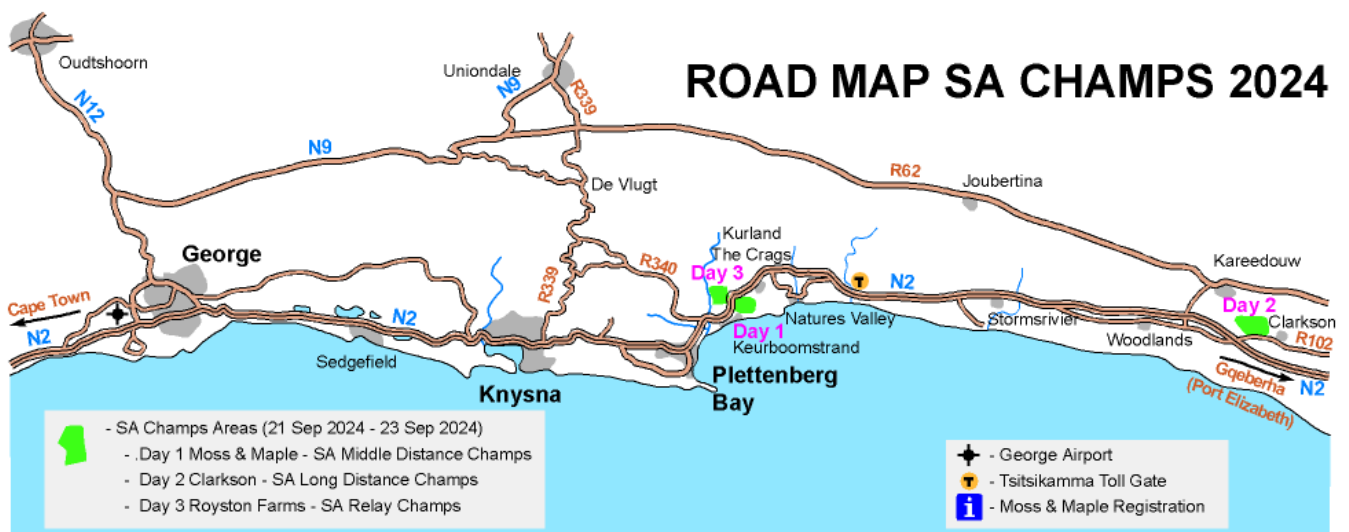 ROAD MAP SA CHAMPS 2024
Oudtshoorn
Uniondale
N9
R339
N12
N9
R62
De Vlugt
Joubertina
George
Kurland
The Crags
Day 3
R340
R339
Kareedouw
Day 2
Cape Town
N2
N2
N2
Clarkson
Day 1
Natures Valley
Stormsrivier
Woodlands
R102
Sedgefield
Keurboomstrand
Knysna
Plettenberg
Bay
Gqeberha
(Port Elizabeth)
N2
T
- SA Champs Areas (21 Sep 2024 - 23 Sep 2024)
- .Day 1 Moss & Maple - SA Middle Distance Champs
- Day 2 Clarkson - SA Long Distance Champs
- Day 3 Royston Farms - SA Relay Champs
- George Airport
T - Tsitsikamma Toll Gate
i - Moss & Maple Registration